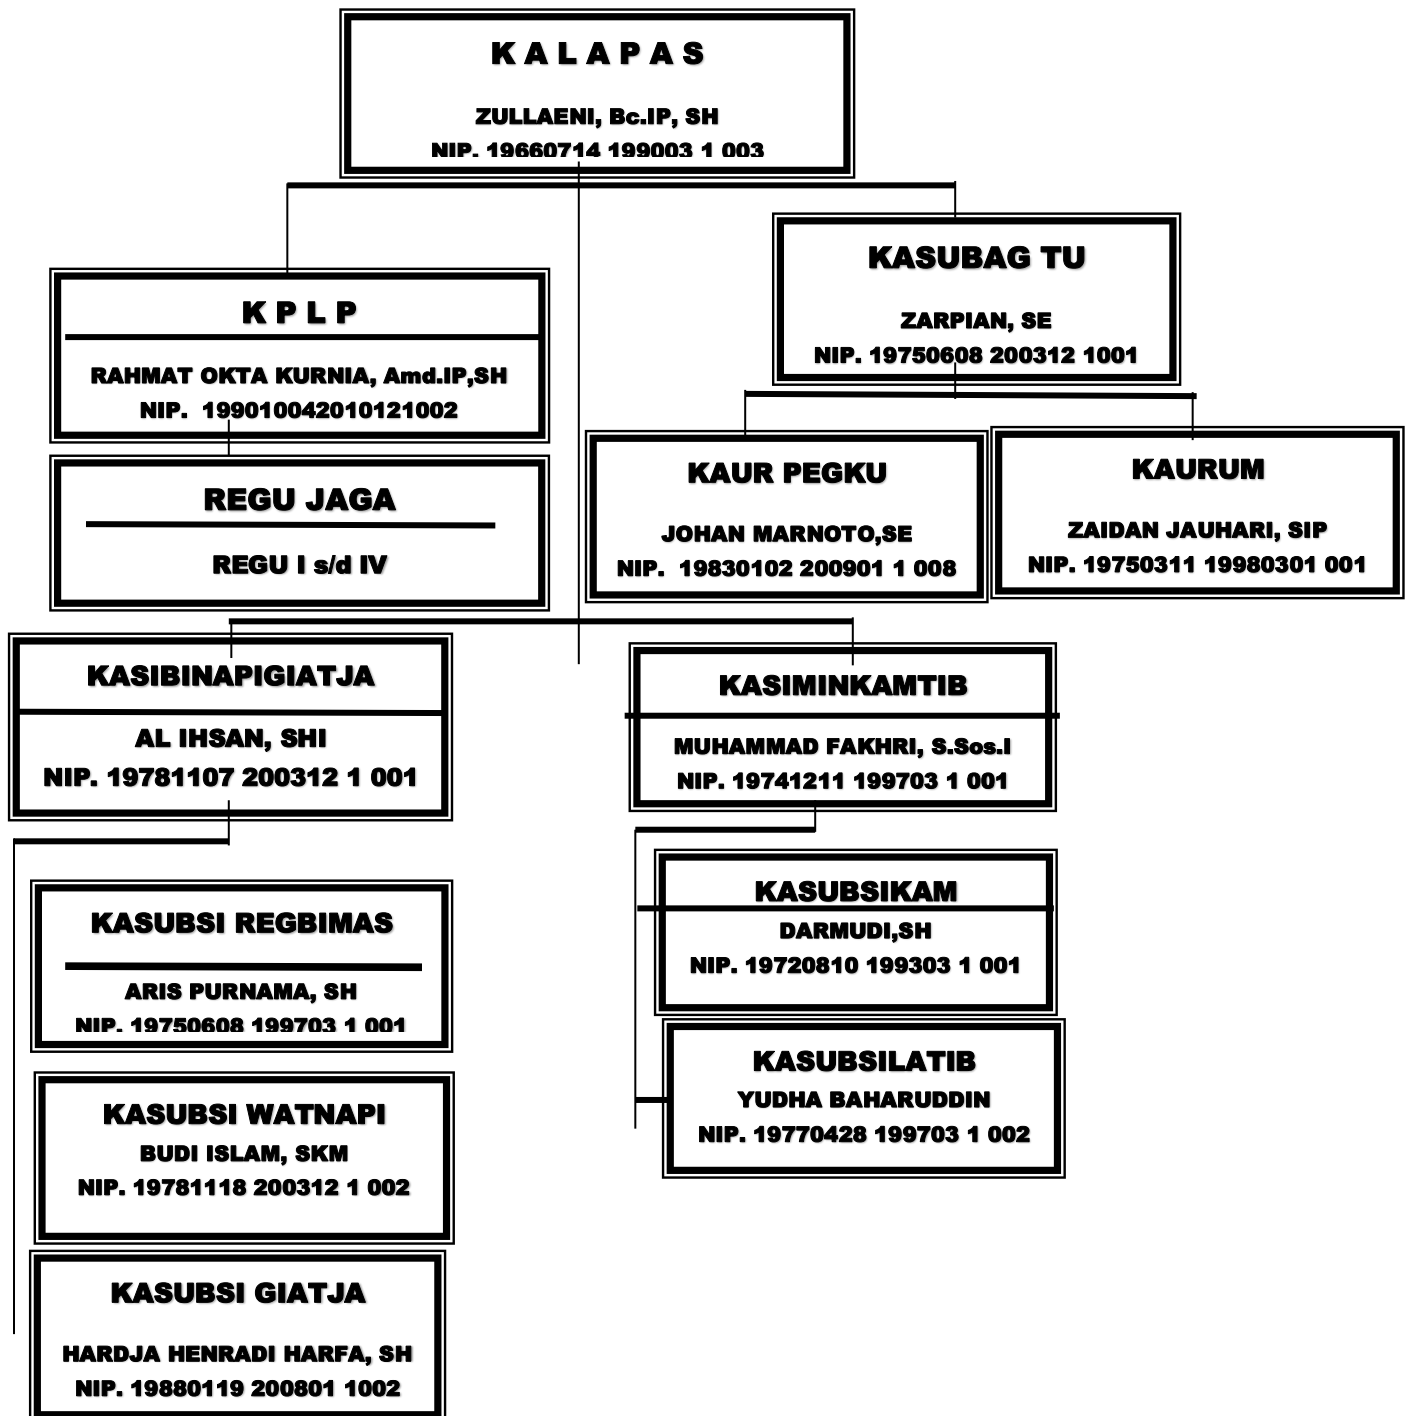 K A L A P A S
ZULLAENI, Bc.IP, SH
NIP. 19660714 199003 1 003
KASUBAG TU
ZARPIAN, SE
NIP. 19750608 200312 1001
K P L P
RAHMAT OKTA KURNIA, Amd.IP,SH
NIP.  199010042010121002
REGU JAGA
REGU I s/d IV
KAUR PEGKU
JOHAN MARNOTO,SE
NIP.  19830102 200901 1 008
KAURUM
ZAIDAN JAUHARI, SIP
NIP. 19750311 19980301 001
KASIBINAPIGIATJA
AL IHSAN, SHI
NIP. 19781107 200312 1 001
KASIMINKAMTIB
MUHAMMAD FAKHRI, S.Sos.I
NIP. 19741211 199703 1 001
KASUBSI REGBIMAS
ARIS PURNAMA, SH
NIP. 19750608 199703 1 001
KASUBSI WATNAPI
BUDI ISLAM, SKM
NIP. 19781118 200312 1 002
KASUBSI GIATJA
HARDJA HENRADI HARFA, SH
NIP. 19880119 200801 1002
KASUBSIKAM
DARMUDI,SH
NIP. 19720810 199303 1 001
KASUBSILATIB
YUDHA BAHARUDDIN
NIP. 19770428 199703 1 002